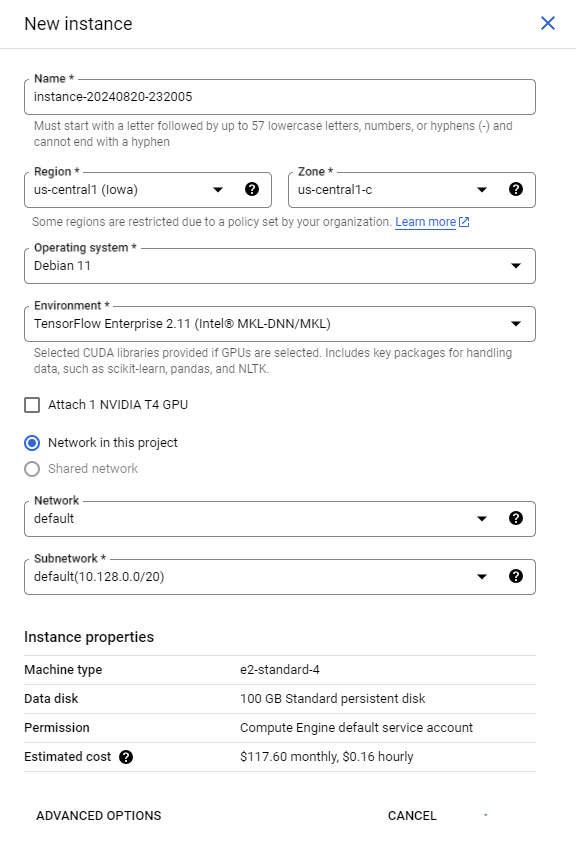 New instance
Name *
instance-20240820-232005
Must start with a letter followed by up to 57 lowercase letters, numbers, or hyphens (-) and
cannot end with a hyphen
Region *
us-central1 (Iowa)
Zone *
us-central1-c
Some regions are restricted due to a policy set by your organization. Learn more
Operating system *
Debian 11
Environment *
TensorFlow Enterprise 2.11 (Intel® MKL-DNN/MKL)
Selected CUDA libraries provided if GPUs are selected. Includes key packages for handling
data, such as scikit-learn, pandas, and NLTK.
Attach 1 NVIDIA T4 GPU
Network in this project
Shared network
Network
default
Subnetwork *
default(10.128.0.0/20)
Instance properties
Machine type e2-standard-4
Data disk 100 GB Standard persistent disk
Permission Compute Engine default service account
Estimated cost $117.60 monthly, $0.16 hourly
ADVANCED OPTIONS CANCEL